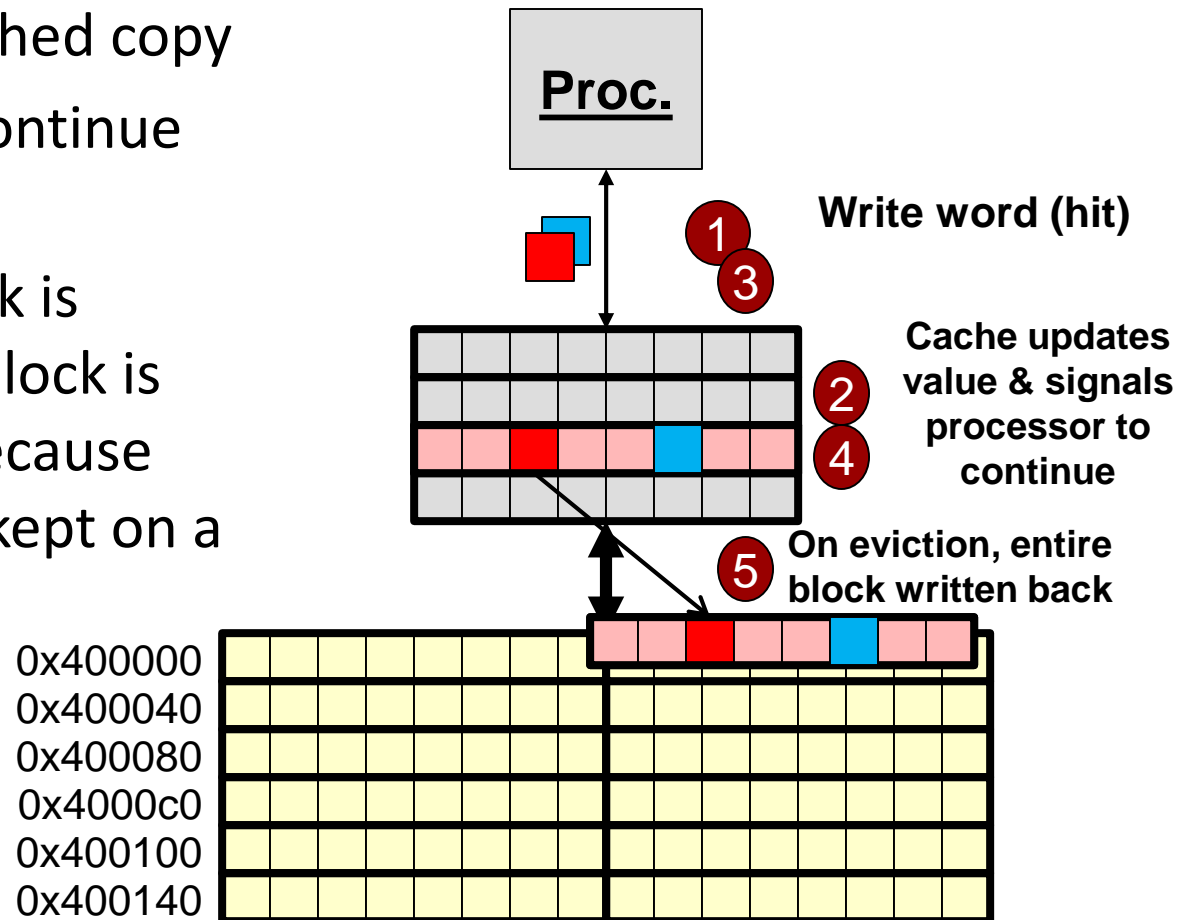 ched copy
ontinue
k is
lock is
ecause
kept on a
Proc.
1
3
Write word (hit)
2
4
Cache updates
value & signals
processor to
continue
5
On eviction, entire
block written back
0x400000
0x400040
0x400080
0x4000c0
0x400100
0x400140